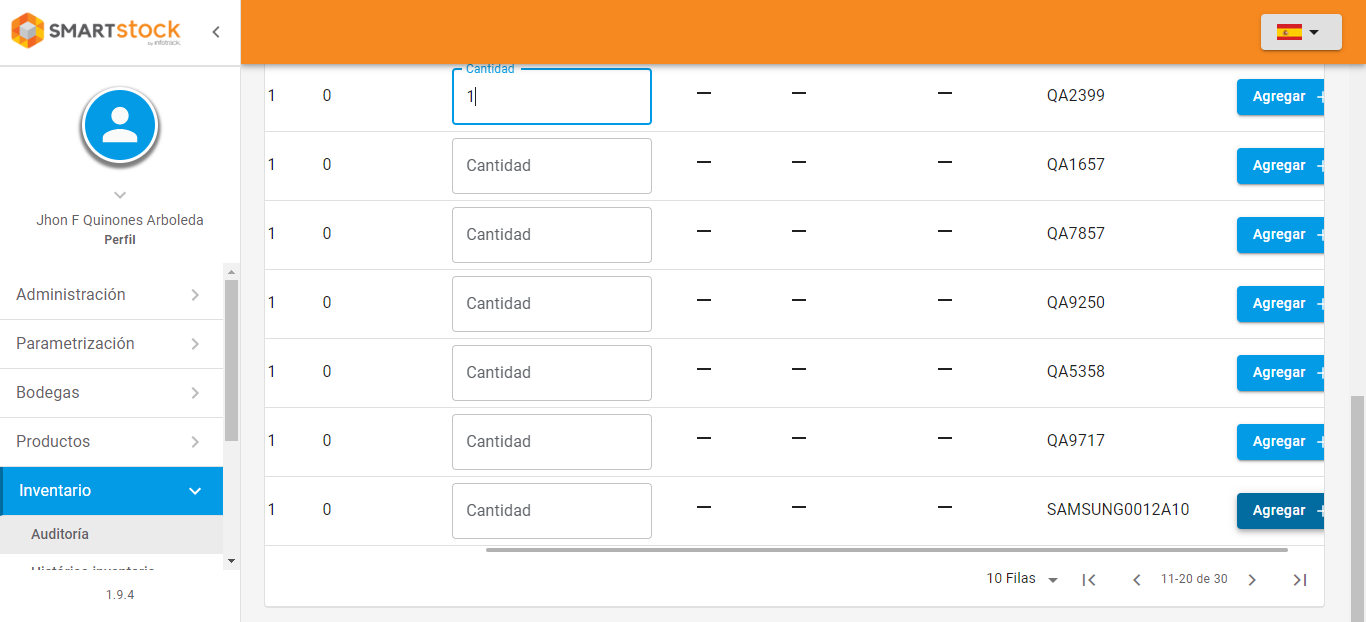 SMARTSTOCK
by infotrack.
Jhon F Quinones Arboleda
Perfil
Administración
Parametrización
Bodegas
Productos
Inventario
Auditoría
Histórico inventario
1.9.4
Cantidad
1 0 1 — — — QA2399 Agregar +
1 0 Cantidad — — — QA1657 Agregar +
1 0 Cantidad — — — QA7857 Agregar +
1 0 Cantidad — — — QA9250 Agregar +
1 0 Cantidad — — — QA5358 Agregar +
1 0 Cantidad — — — QA9717 Agregar +
1 0 Cantidad — — — SAMSUNG0012A10 Agregar +
10 Filas 11-20 de 30